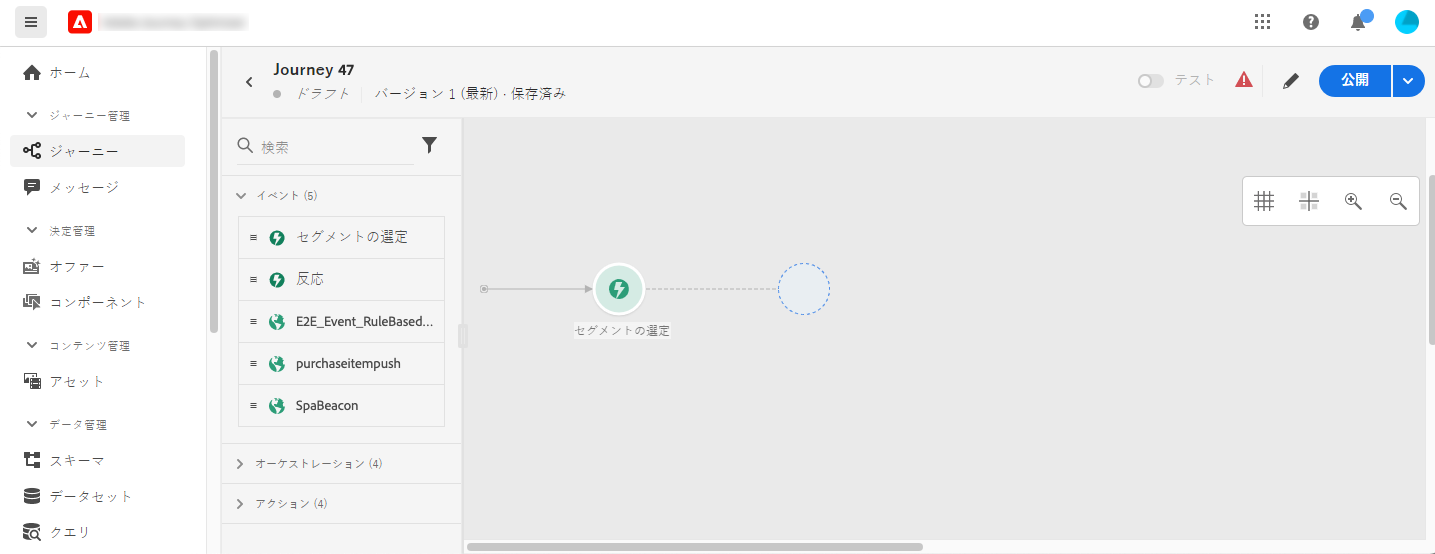 ホーム
ジャーニー管理
ジャーニー
メッセージ
決定管理
オファー
コンポーネント
コンテンツ管理
アセット
データ管理
スキーマ
データセット
クエリ
Journey 47
ドラフト
バージョン 1 (最新) · 保存済み
テスト
公開
検索
イベント (5)
セグメントの選定
反応
E2E_Event_RuleBased...
purchaseitempush
SpaBeacon
オーケストレーション (4)
アクション (4)
セグメントの選定